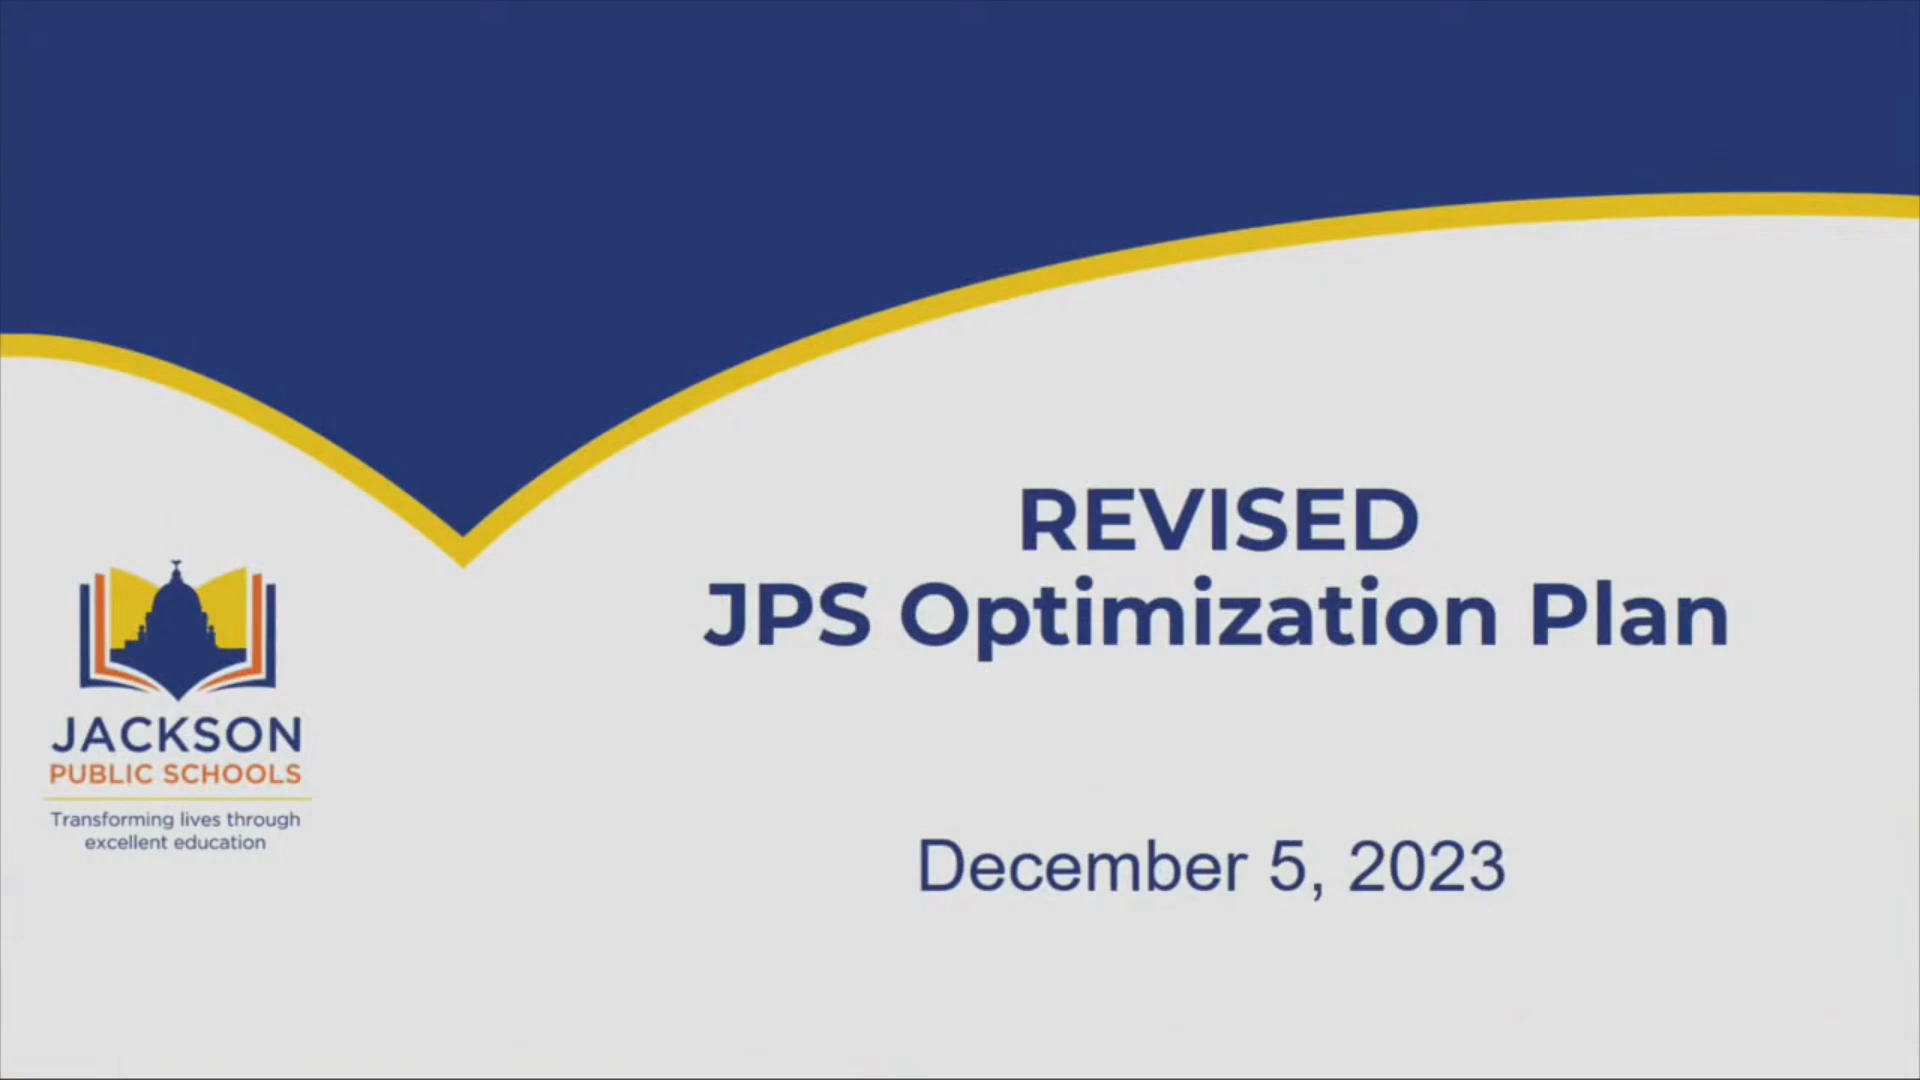 REVISED
JPS Optimization Plan
December 5, 2023
JACKSON
PUBLIC SCHOOLS
Transforming lives through
excellent education